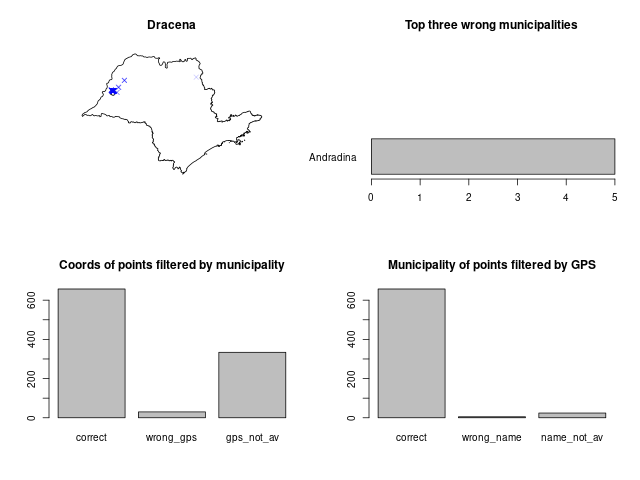 Dracena
Top three wrong municipalities
Andradina
0 1 2 3 4 5
Coords of points filtered by municipality
0 200 400 600
correct wrong_gps gps_not_av
Municipality of points filtered by GPS
0 200 400 600
correct wrong_name name_not_av